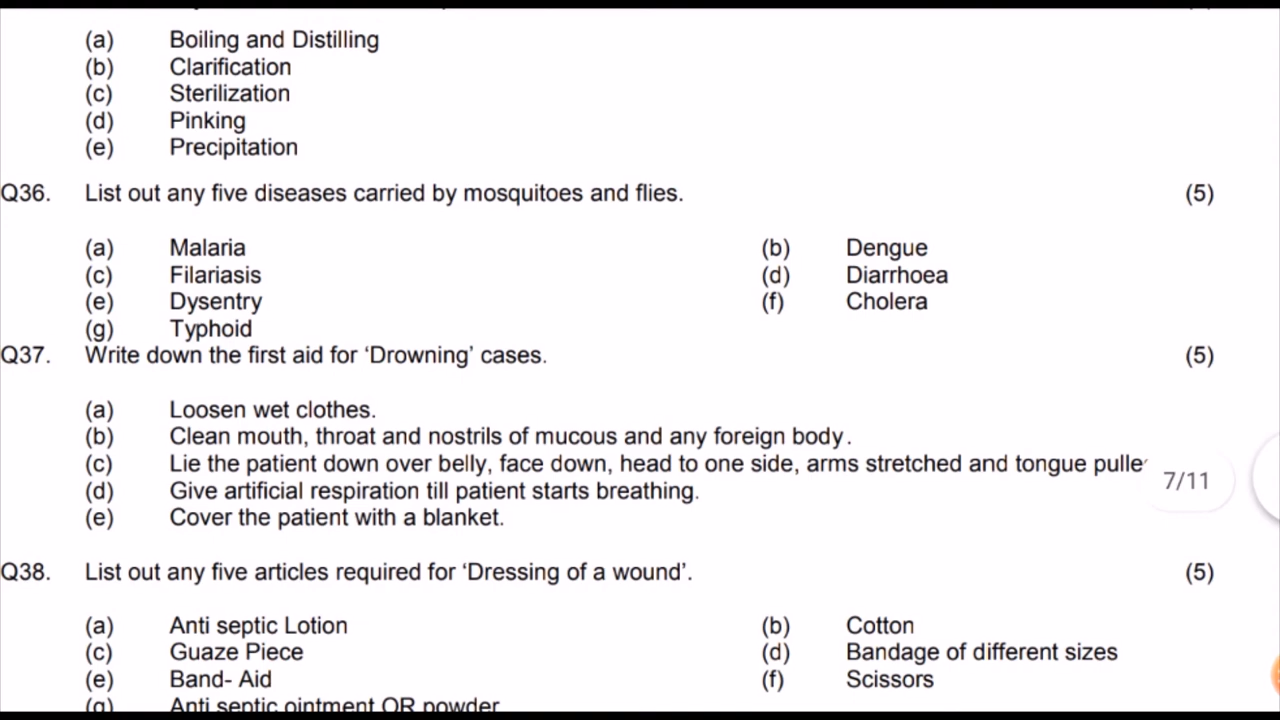 (a) Boiling and Distilling
(b) Clarification
(c) Sterilization
(d) Pinking
(e) Precipitation
Q36. List out any five diseases carried by mosquitoes and flies. (5)
(a) Malaria (b) Dengue
(c) Filariasis (d) Diarrhoea
(e) Dysentry (f) Cholera
(g) Typhoid
Q37. Write down the first aid for ‘Drowning’ cases. (5)
(a) Loosen wet clothes.
(b) Clean mouth, throat and nostrils of mucous and any foreign body.
(c) Lie the patient down over belly, face down, head to one side, arms stretched and tongue pulle
7/11
(d) Give artificial respiration till patient starts breathing.
(e) Cover the patient with a blanket.
Q38. List out any five articles required for ‘Dressing of a wound’. (5)
(a) Anti septic Lotion (b) Cotton
(c) Guaze Piece (d) Bandage of different sizes
(e) Band- Aid (f) Scissors
(g) Anti septic ointment OR powder